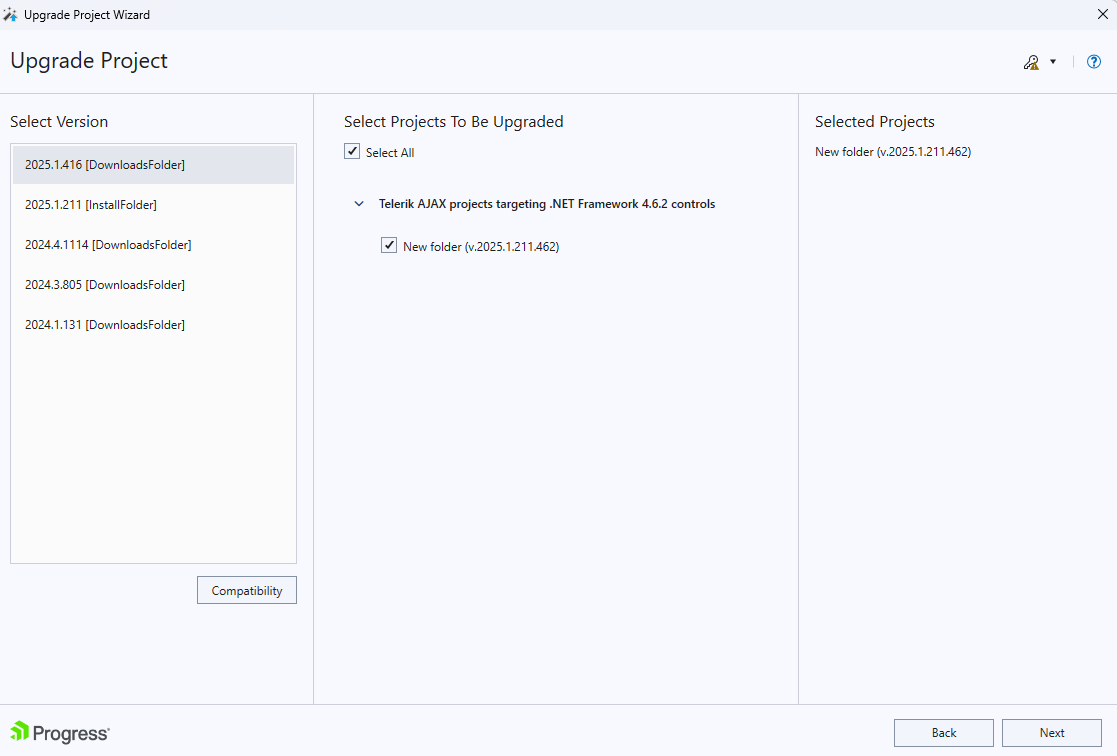 Upgrade Project Wizard
Upgrade Project
Select Version
2025.1.416 [DownloadsFolder]
2025.1.211 [InstallFolder]
2024.4.1114 [DownloadsFolder]
2024.3.805 [DownloadsFolder]
2024.1.131 [DownloadsFolder]
Compatibility
Select Projects To Be Upgraded
Select All
Telerik AJAX projects targeting .NET Framework 4.6.2 controls
New folder (v.2025.1.211.462)
Selected Projects
New folder (v.2025.1.211.462)
Progress
Back
Next